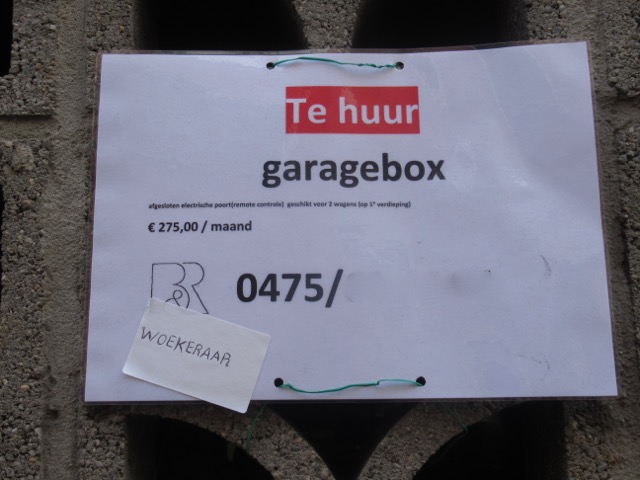 Te huur
garagebox
afgesloten electrische poort(remote controle) geschikt voor 2 wagens (op 1e verdieping)
€ 275,00 / maand
B&R
0475/
WOEKERAAR